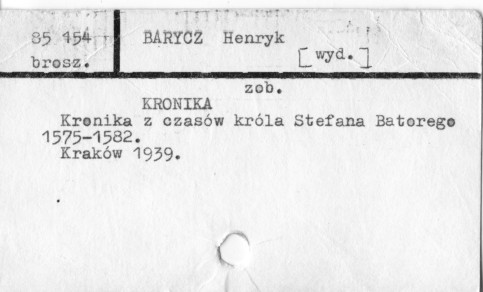 85 454 BARYCZ Henryk
brosz. [wyd.]
zob.
KRONIKA
Kronika z czasów króla Stefana Batorego
1575-1582.
Kraków 1939.